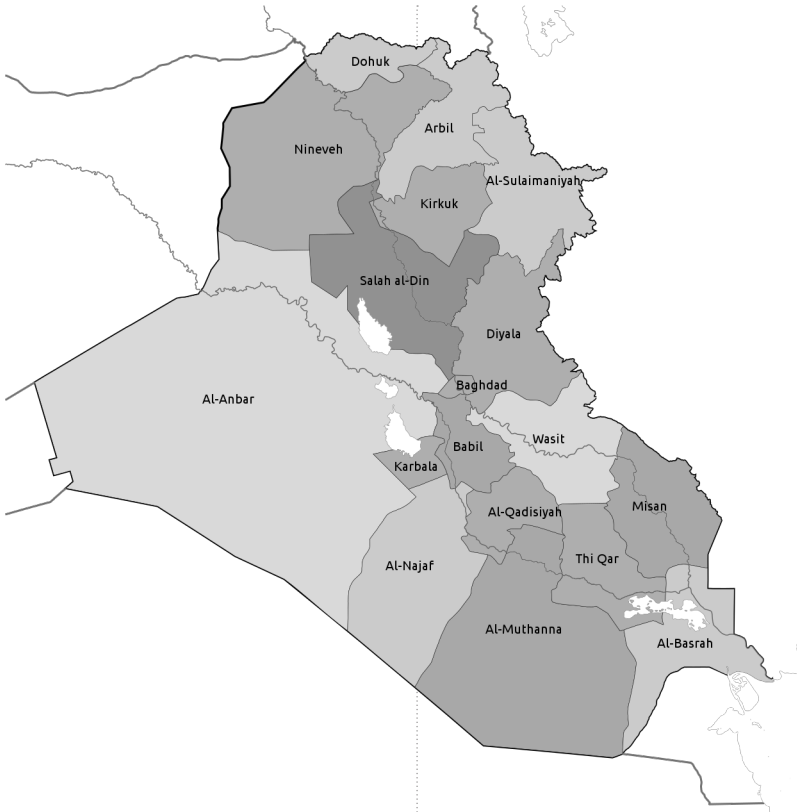 Dohuk
Arbil
Nineveh
Al-Sulaimaniyah
Kirkuk
Salah al-Din
Diyala
Baghdad
Al-Anbar
Wasit
Babil
Karbala
Misan
Al-Qadisiyah
Thi Qar
Al-Najaf
Al-Muthanna
Al-Basrah